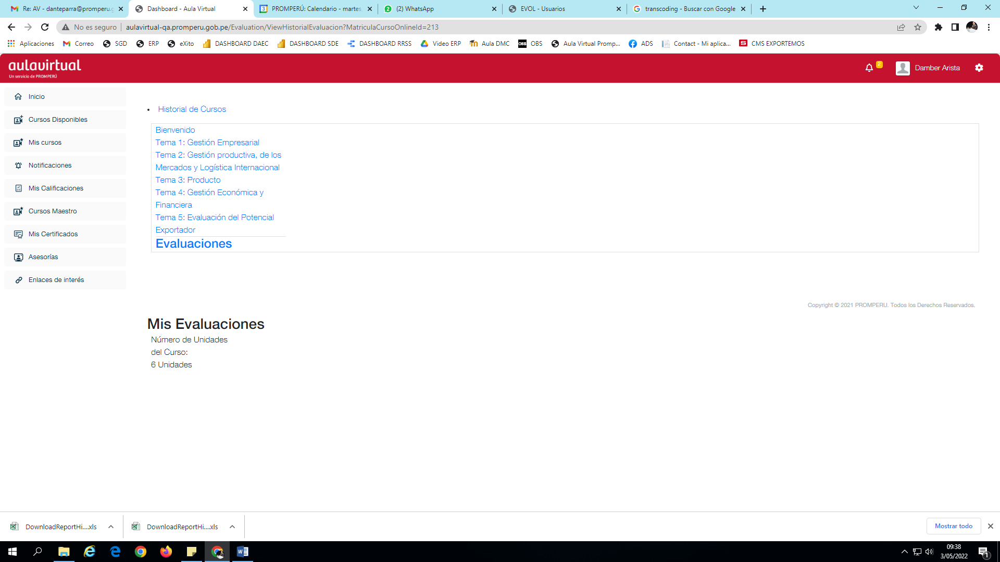 Re: AV - danteparra@promperu.g
Dashboard - Aula Virtual
PROMPERÚ: Calendario - martes,
(2) WhatsApp
EVOL - Usuarios
transcoding - Buscar con Google
No es seguro
aulavirtual-qa.promperu.gob.pe/Evaluation/ViewHistorialEvaluacion?MatriculaCursoOnlineId=213
Aplicaciones
Correo
SGD
ERP
eXito
DASHBOARD DAEC
DASHBOARD SDE
DASHBOARD RRSS
Video ERP
Aula DMC
OBS
OBS
Aula Virtual Promp...
ADS
Contact - Mi aplica...
CMS EXPORTEMOS
aulavirtual
Un servicio de PROMPERÚ
2
Damber Arista
Inicio
Cursos Disponibles
Mis cursos
Notificaciones
Mis Calificaciones
Cursos Maestro
Mis Certificados
Asesorías
Enlaces de interés
Historial de Cursos
Bienvenido
Tema 1: Gestión Empresarial
Tema 2: Gestión productiva, de los
Mercados y Logística Internacional
Tema 3: Producto
Tema 4: Gestión Económica y
Financiera
Tema 5: Evaluación del Potencial
Exportador
Evaluaciones
Copyright © 2021 PROMPERU. Todos los Derechos Reservados.
Mis Evaluaciones
Número de Unidades
del Curso:
6 Unidades
DownloadReportHi....xls
DownloadReportHi....xls
Mostrar todo
09:38
3/05/2022
1